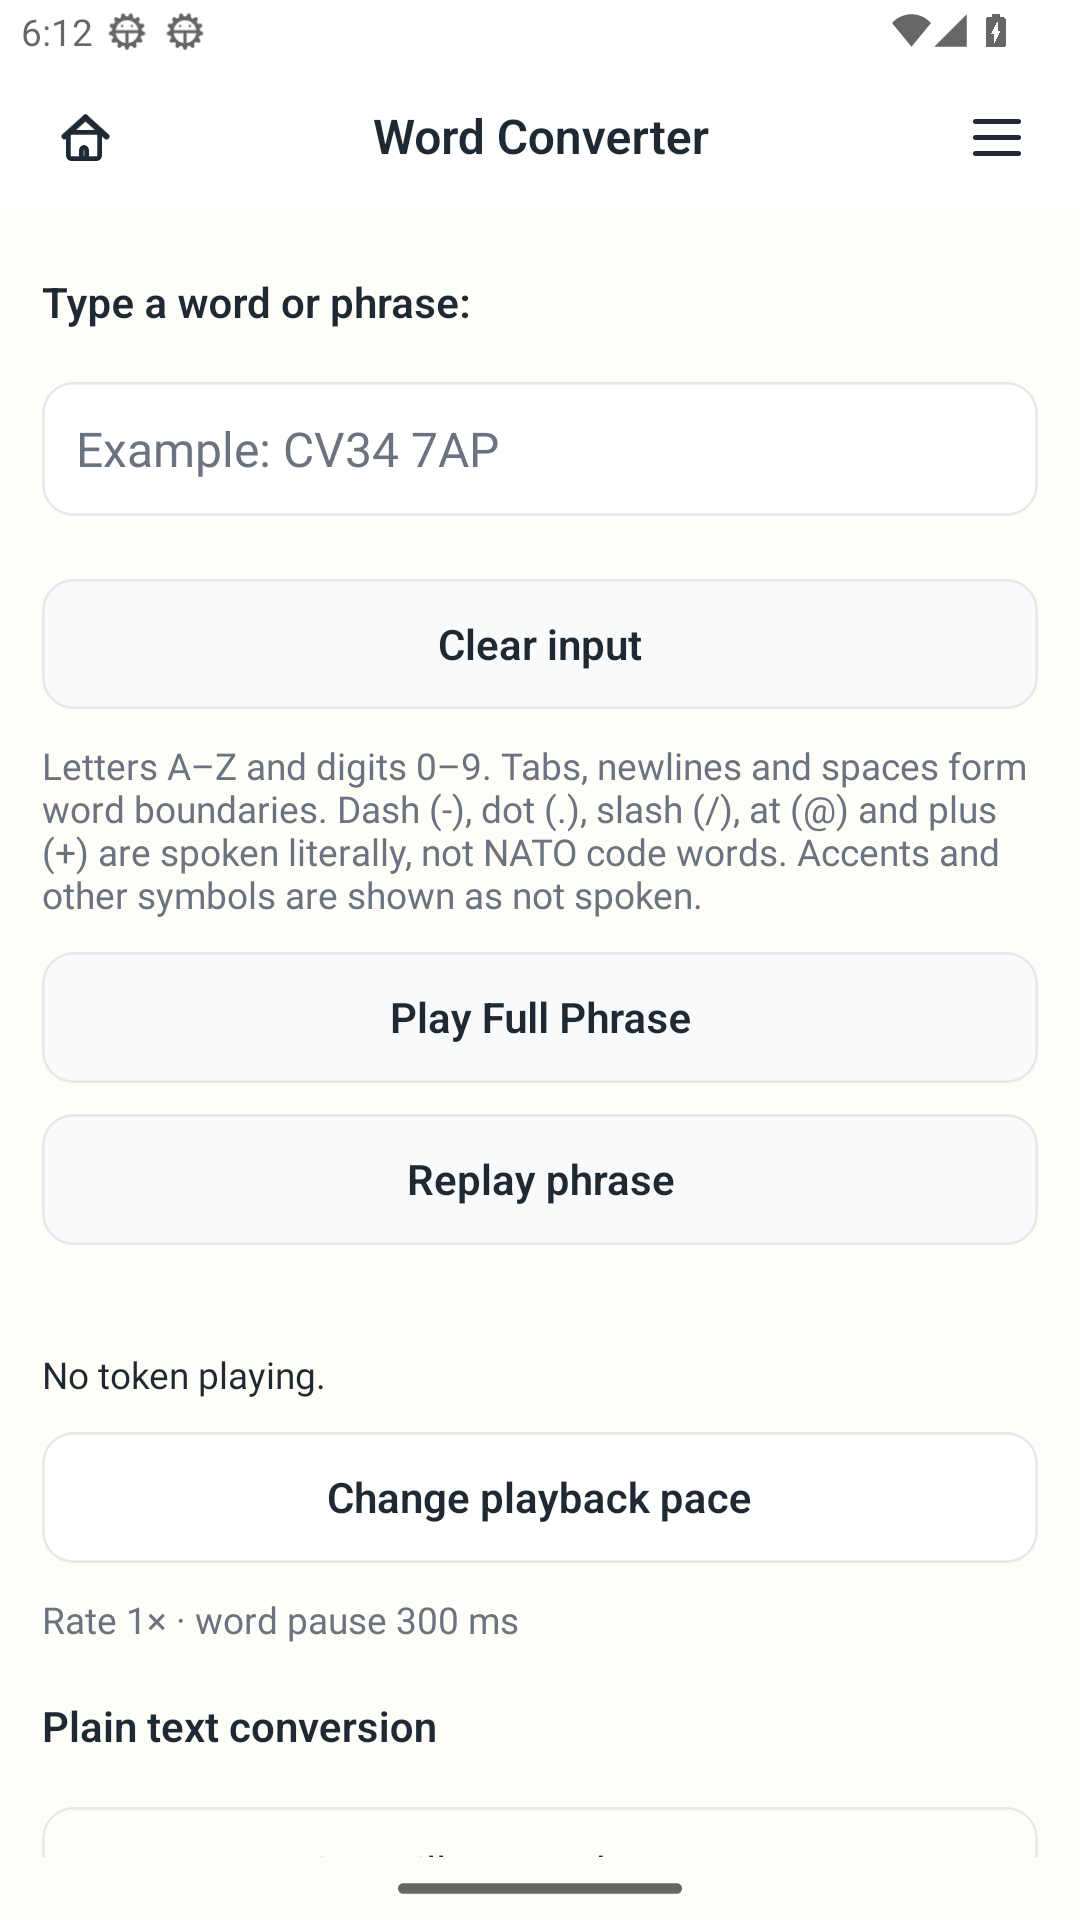 6:12
Word Converter
Type a word or phrase:
Example: CV34 7AP
Clear input
Letters A–Z and digits 0–9. Tabs, newlines and spaces form
word boundaries. Dash (-), dot (.), slash (/), at (@) and plus
(+) are spoken literally, not NATO code words. Accents and
other symbols are shown as not spoken.
Play Full Phrase
Replay phrase
No token playing.
Change playback pace
Rate 1× · word pause 300 ms
Plain text conversion